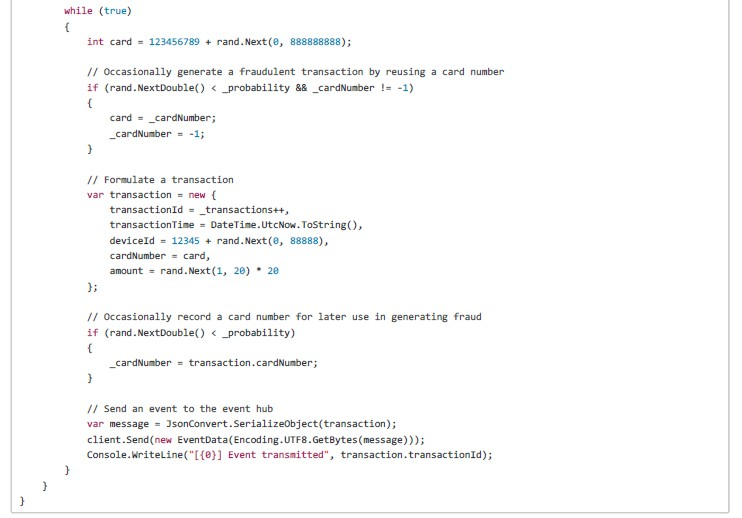 while (true)
{
int card = 123456789 + rand.Next(0, 888888888);
// Occasionally generate a fraudulent transaction by reusing a card number
if (rand.NextDouble() < _probability && _cardNumber != -1)
{
card = _cardNumber;
_cardNumber = -1;
}
// Formulate a transaction
var transaction = new {
transactionId = _transactions++,
transactionTime = DateTime.UtcNow.ToString(),
deviceId = 12345 + rand.Next(0, 88888),
cardNumber = card,
amount = rand.Next(1, 20) * 20
};
// Occasionally record a card number for later use in generating fraud
if (rand.NextDouble() < _probability)
{
_cardNumber = transaction.cardNumber;
}
// Send an event to the event hub
var message = JsonConvert.SerializeObject(transaction);
client.Send(new EventData(Encoding.UTF8.GetBytes(message)));
Console.WriteLine("[{0}] Event transmitted", transaction.transactionId);
}
}
}